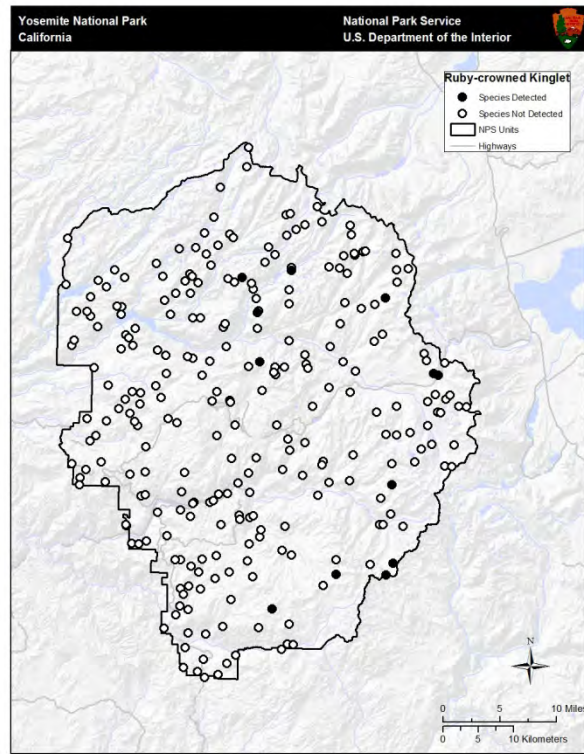 Yosemite National Park
California
National Park Service
U.S. Department of the Interior
Ruby-crowned Kinglet
Species Detected
Species Not Detected
NPS Units
Highways
N
0 5 10 Miles
0 5 10 Kilometers